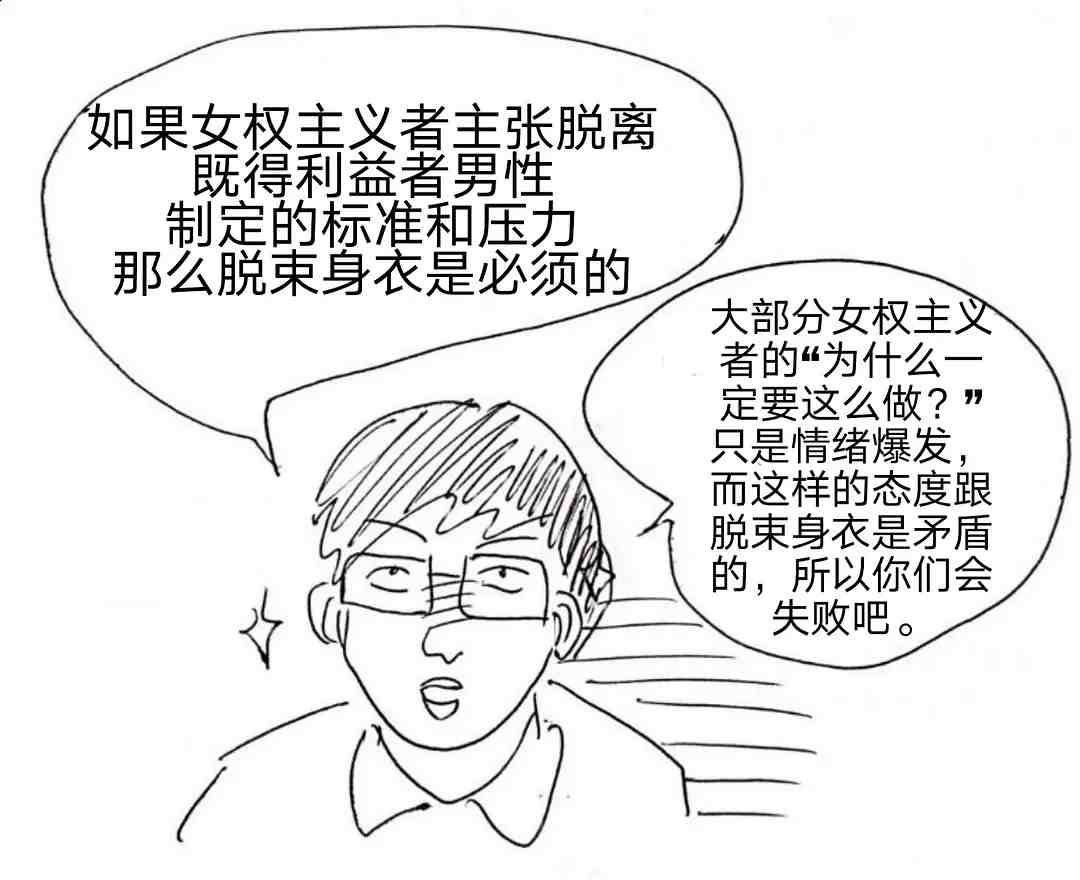 如果女权主义者主张脱离
既得利益者男性
制定的标准和压力
那么脱束身衣是必须的
大部分女权主义
者的“为什么一
定要这么做？”
只是情绪爆发，
而这样的态度跟
脱束身衣是矛盾
的，所以你们会
失败吧。